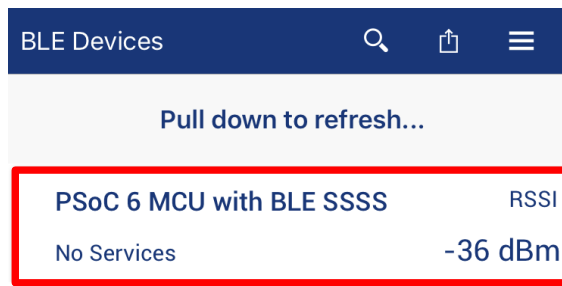 BLE Devices
Pull down to refresh...
PSoC 6 MCU with BLE SSSS RSSI
No Services -36 dBm